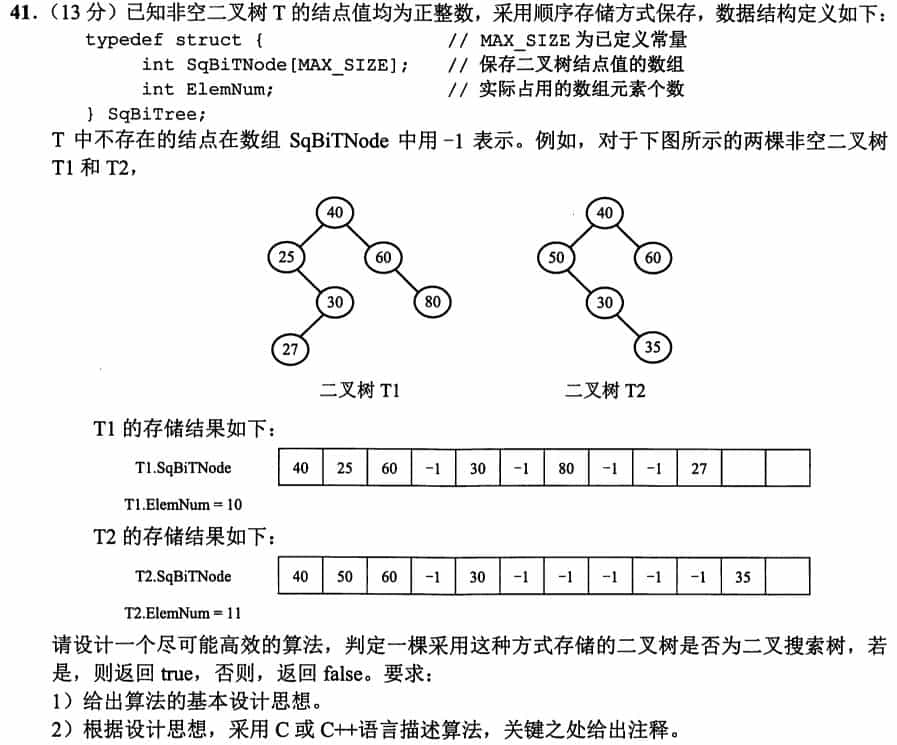 41.（13 分）已知非空二叉树 T 的结点值均为正整数，采用顺序存储方式保存，数据结构定义如下：
typedef struct { // MAX_SIZE 为已定义常量
int SqBiTNode[MAX_SIZE]; // 保存二叉树结点值的数组
int ElemNum; // 实际占用的数组元素个数
} SqBiTree;
T 中不存在的结点在数组 SqBiTNode 中用 −1 表示。例如，对于下图所示的两棵非空二叉树
T1 和 T2，
40 40
25 60 50 60
30 80 30
27 35
二叉树 T1 二叉树 T2
T1 的存储结果如下：
T1.SqBiTNode 40 25 60 −1 30 −1 80 −1 −1 27
T1.ElemNum = 10
T2 的存储结果如下：
T2.SqBiTNode 40 50 60 −1 30 −1 −1 −1 −1 −1 35
T2.ElemNum = 11
请设计一个尽可能高效的算法，判定一棵采用这种方式存储的二叉树是否为二叉搜索树，若
是，则返回 true，否则，返回 false。要求：
1）给出算法的基本设计思想。
2）根据设计思想，采用 C 或 C++语言描述算法，关键之处给出注释。